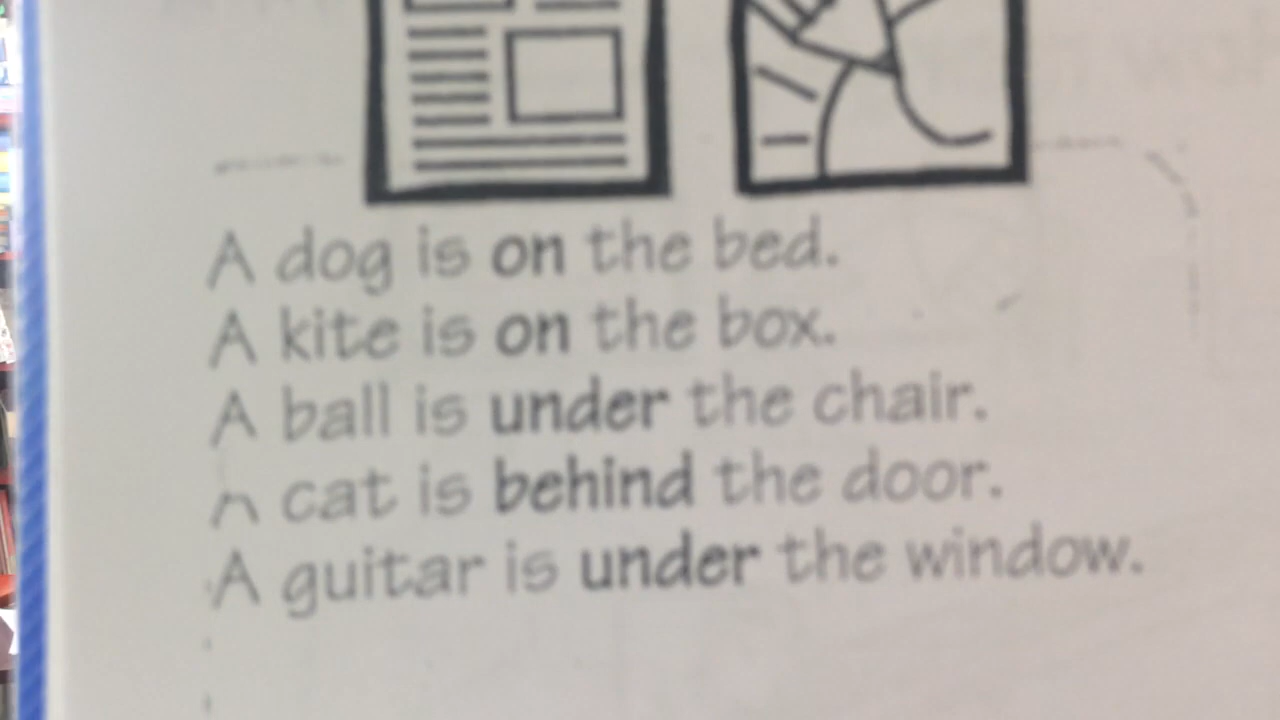 A dog is on the bed.
A kite is on the box.
A ball is under the chair.
A cat is behind the door.
A guitar is under the window.